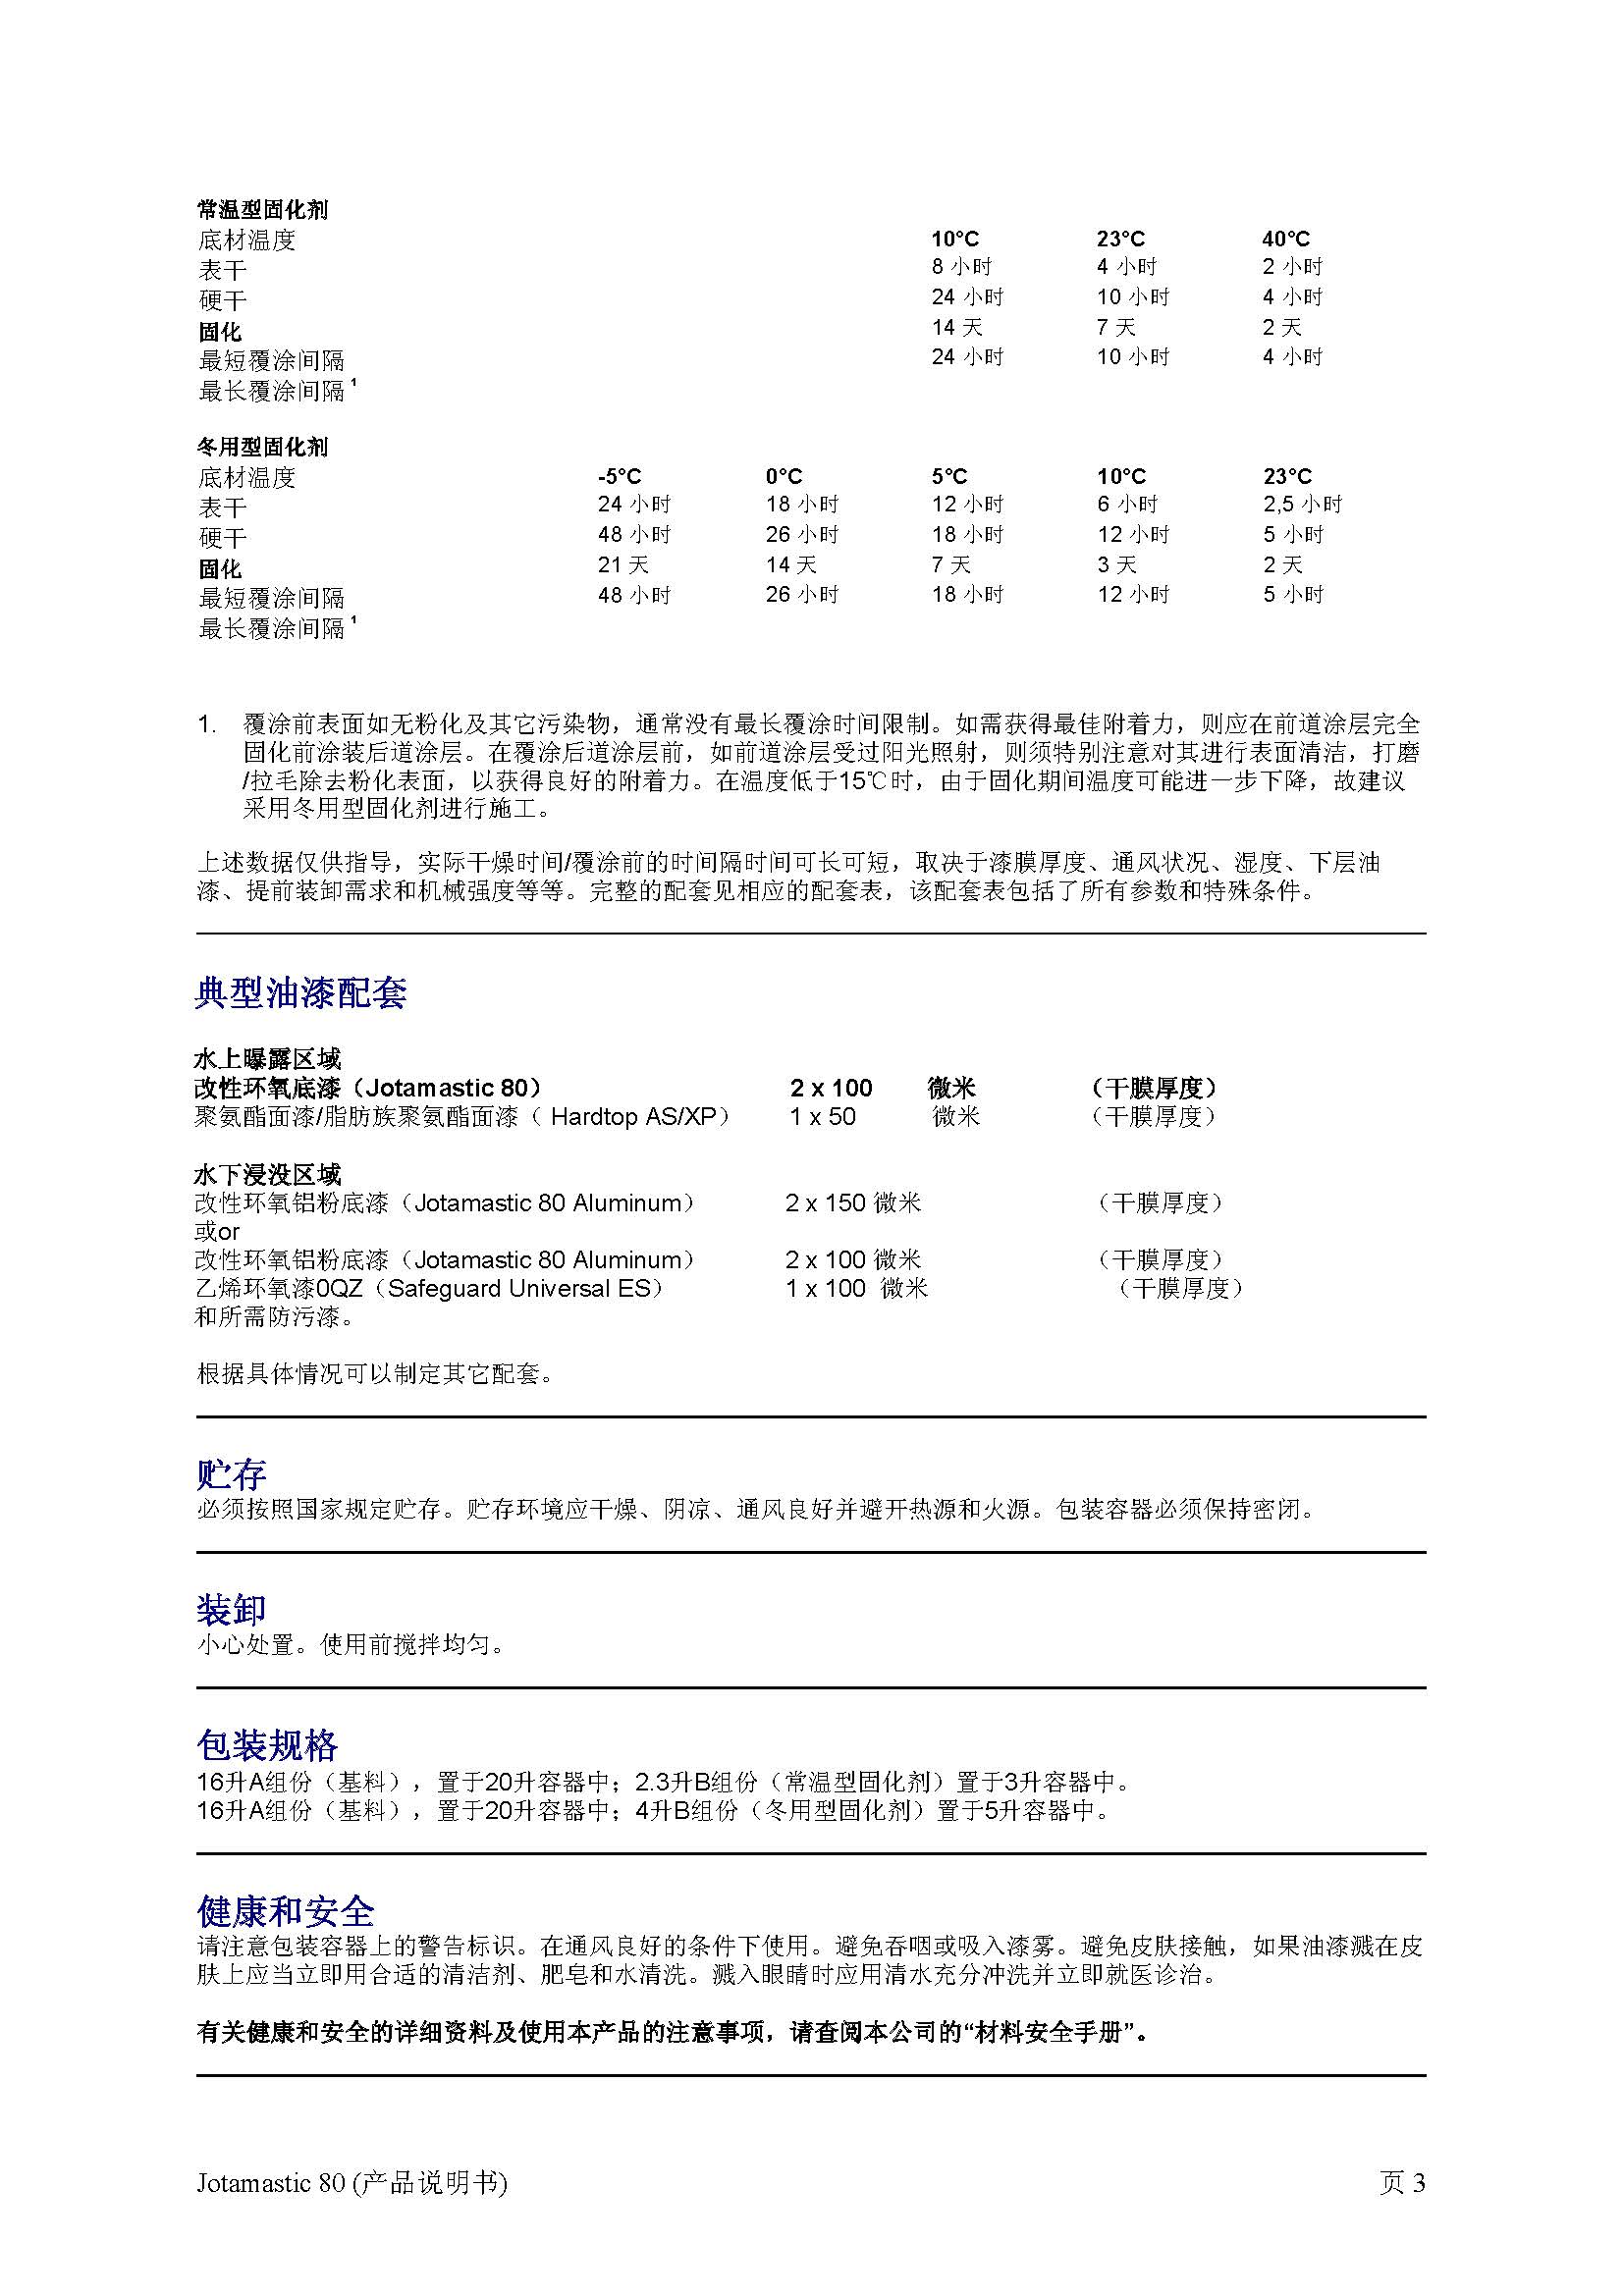 常温型固化剂
底材温度 10°C 23°C 40°C
表干 8 小时 4 小时 2 小时
硬干 24 小时 10 小时 4 小时
固化 14 天 7 天 2 天
最短覆涂间隔 24 小时 10 小时 4 小时
最长覆涂间隔 ¹
冬用型固化剂
底材温度 -5°C 0°C 5°C 10°C 23°C
表干 24 小时 18 小时 12 小时 6 小时 2,5 小时
硬干 48 小时 26 小时 18 小时 12 小时 5 小时
固化 21 天 14 天 7 天 3 天 2 天
最短覆涂间隔 48 小时 26 小时 18 小时 12 小时 5 小时
最长覆涂间隔 ¹
1. 覆涂前表面如无粉化及其它污染物，通常没有最长覆涂时间限制。如需获得最佳附着力，则应在前道涂层完全
固化前涂装后道涂层。在覆涂后道涂层前，如前道涂层受过阳光照射，则须特别注意对其进行表面清洁，打磨
/拉毛除去粉化表面，以获得良好的附着力。在温度低于15℃时，由于固化期间温度可能进一步下降，故建议
采用冬用型固化剂进行施工。
上述数据仅供指导，实际干燥时间/覆涂前的时间隔时间可长可短，取决于漆膜厚度、通风状况、湿度、下层油
漆、提前装卸需求和机械强度等等。完整的配套见相应的配套表，该配套表包括了所有参数和特殊条件。
典型油漆配套
水上曝露区域
改性环氧底漆（Jotamastic 80） 2 x 100 微米 （干膜厚度）
聚氨酯面漆/脂肪族聚氨酯面漆（ Hardtop AS/XP） 1 x 50 微米 （干膜厚度）
水下浸没区域
改性环氧铝粉底漆（Jotamastic 80 Aluminum） 2 x 150 微米 （干膜厚度）
或or
改性环氧铝粉底漆（Jotamastic 80 Aluminum） 2 x 100 微米 （干膜厚度）
乙烯环氧漆0QZ（Safeguard Universal ES） 1 x 100 微米 （干膜厚度）
和所需防污漆。
根据具体情况可以制定其它配套。
贮存
必须按照国家规定贮存。贮存环境应干燥、阴凉、通风良好并避开热源和火源。包装容器必须保持密闭。
装卸
小心处置。使用前搅拌均匀。
包装规格
16升A组份（基料），置于20升容器中；2.3升B组份（常温型固化剂）置于3升容器中。
16升A组份（基料），置于20升容器中；4升B组份（冬用型固化剂）置于5升容器中。
健康和安全
请注意包装容器上的警告标识。在通风良好的条件下使用。避免吞咽或吸入漆雾。避免皮肤接触，如果油漆溅在皮
肤上应当立即用合适的清洁剂、肥皂和水清洗。溅入眼睛时应用清水充分冲洗并立即就医诊治。
有关健康和安全的详细资料及使用本产品的注意事项，请查阅本公司的“材料安全手册”。
Jotamastic 80 (产品说明书) 页 3